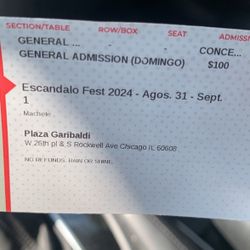 SECTION/TABLE ROW/BOX SEAT ADMISSI
GENERAL ... - - CONCE...
GENERAL ADMISSION (DOMINGO) $100
Escandalo Fest 2024 - Agos. 31 - Sept.
1
Machete
Plaza Garibaldi
W 26th pl & S Rockwell Ave Chicago IL 60608
NO REFUNDS. RAIN OR SHINE.